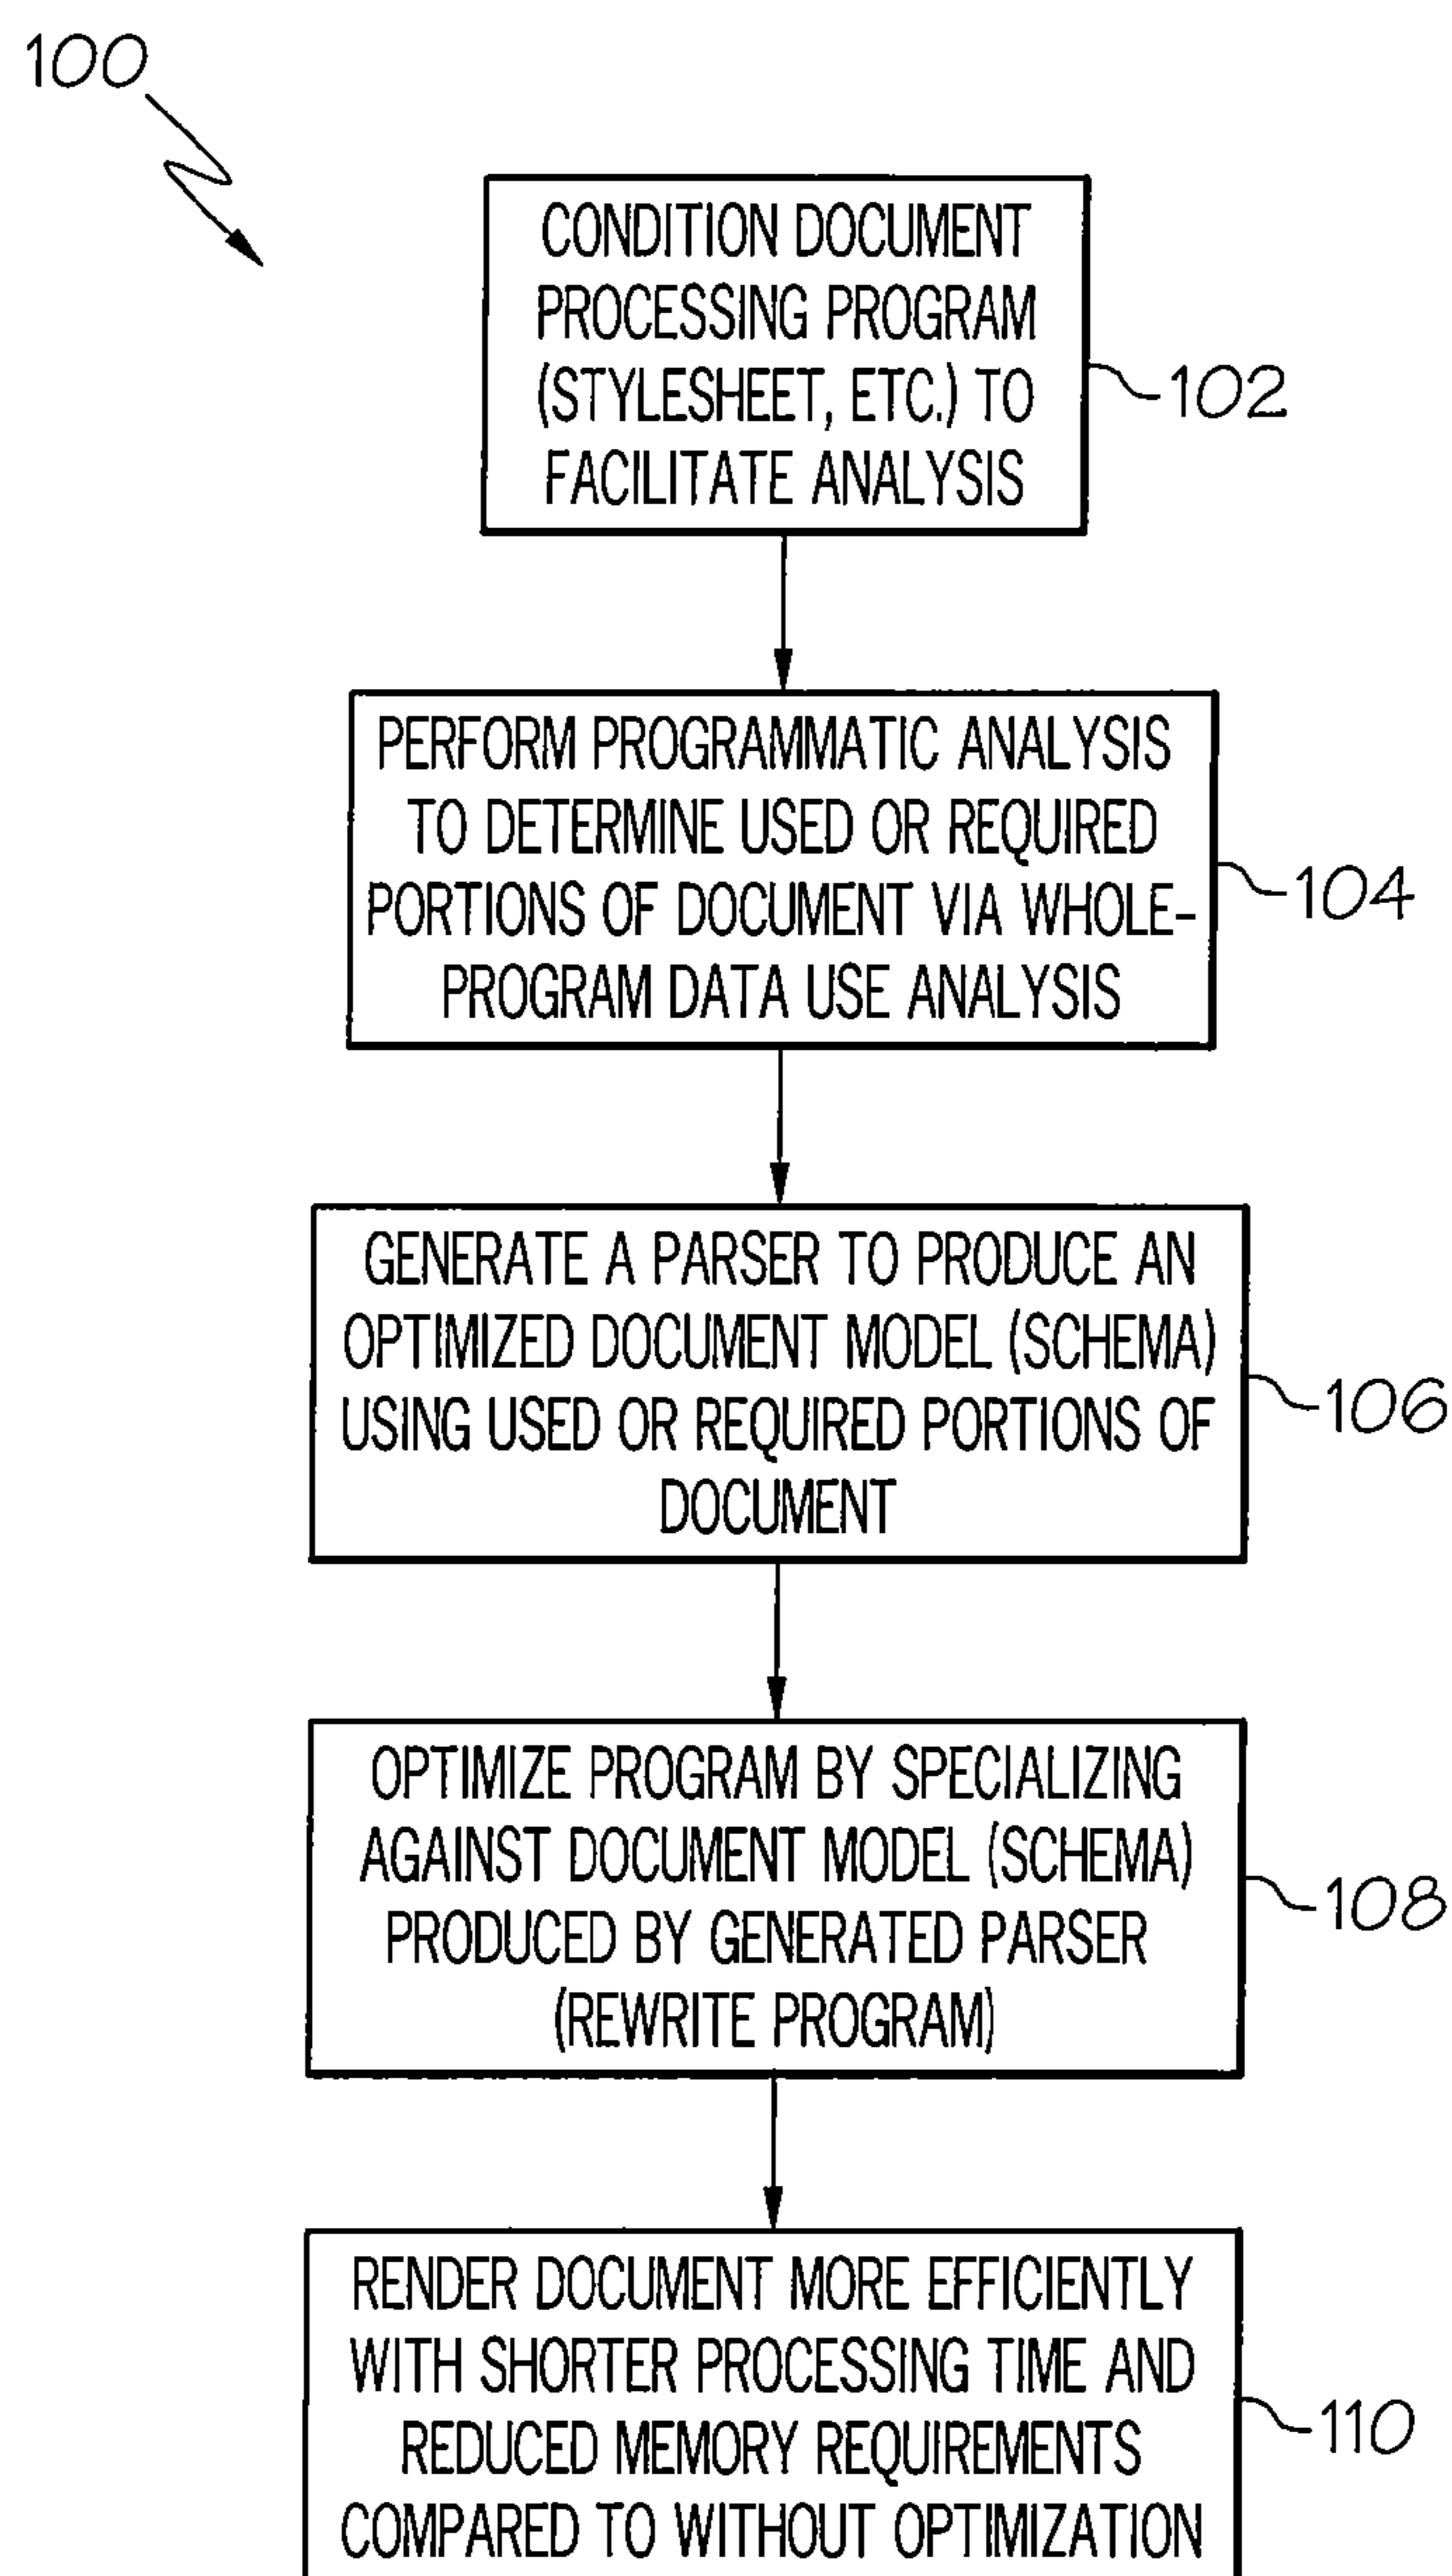 100
CONDITION DOCUMENT
PROCESSING PROGRAM
(STYLESHEET, ETC.) TO
FACILITATE ANALYSIS
102
PERFORM PROGRAMMATIC ANALYSIS
TO DETERMINE USED OR REQUIRED
PORTIONS OF DOCUMENT VIA WHOLE-
PROGRAM DATA USE ANALYSIS
104
GENERATE A PARSER TO PRODUCE AN
OPTIMIZED DOCUMENT MODEL (SCHEMA)
USING USED OR REQUIRED PORTIONS OF
DOCUMENT
106
OPTIMIZE PROGRAM BY SPECIALIZING
AGAINST DOCUMENT MODEL (SCHEMA)
PRODUCED BY GENERATED PARSER
(REWRITE PROGRAM)
108
RENDER DOCUMENT MORE EFFICIENTLY
WITH SHORTER PROCESSING TIME AND
REDUCED MEMORY REQUIREMENTS
COMPARED TO WITHOUT OPTIMIZATION
110